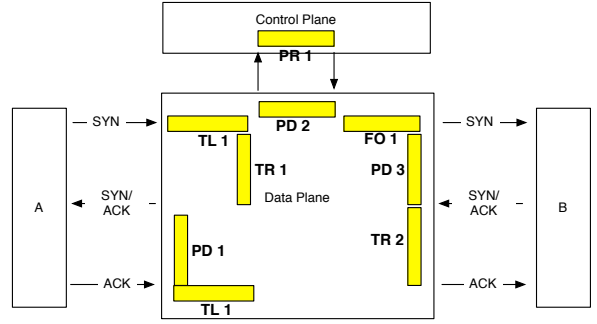 Control Plane
PR 1
PD 2
SYN
TL 1
FO 1
SYN
TR 1
PD 3
Data Plane
A
SYN/
ACK
SYN/
ACK
B
PD 1
TR 2
ACK
TL 1
ACK